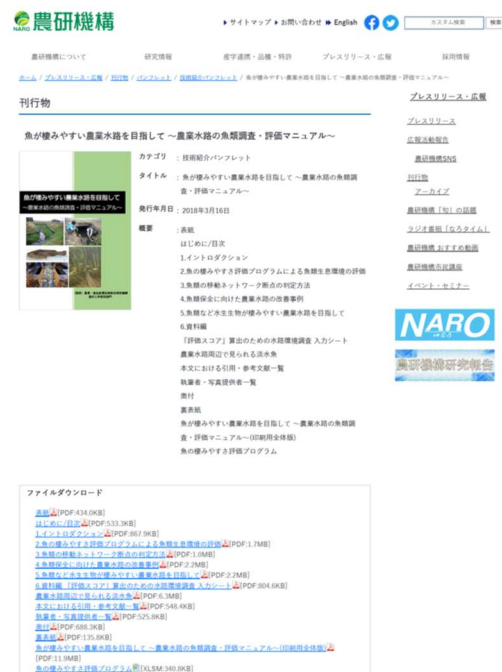 NARO 農研機構
サイトマップ お問い合わせ English カスタム検索 検索
農研機構について 研究情報 産学連携・品種・特許 プレスリリース・広報 採用情報
ホーム / プレスリリース・広報 / 刊行物 / パンフレット / 技術紹介パンフレット / 魚が棲みやすい農業水路を目指して ～農業水路の魚類調査・評価マニュアル～
刊行物
魚が棲みやすい農業水路を目指して ～農業水路の魚類調査・評価マニュアル～
魚が棲みやすい農業水路を目指して
～農業水路の魚類調査・評価マニュアル～
カテゴリ : 技術紹介パンフレット
タイトル : 魚が棲みやすい農業水路を目指して ～農業水路の魚類調
査・評価マニュアル～
発行年月日 : 2018年3月16日
概要 : 表紙
はじめに/目次
1.イントロダクション
2.魚の棲みやすさ評価プログラムによる魚類生息環境の評価
3.魚類の移動ネットワーク断点の判定方法
4.魚類保全に向けた農業水路の改善事例
5.魚類など水生生物が棲みやすい農業水路を目指して
6.資料編
「評価スコア」算出のための水路環境調査 入力シート
農業水路周辺で見られる淡水魚
本文における引用・参考文献一覧
執筆者・写真提供者一覧
奥付
裏表紙
魚が棲みやすい農業水路を目指して ～農業水路の魚類調
査・評価マニュアル～(印刷用全体版)
魚の棲みやすさ評価プログラム
ファイルダウンロード
表紙[PDF:434.0KB]
はじめに/目次[PDF:533.3KB]
1.イントロダクション[PDF:867.9KB]
2.魚の棲みやすさ評価プログラムによる魚類生息環境の評価[PDF:1.7MB]
3.魚類の移動ネットワーク断点の判定方法[PDF:1.0MB]
4.魚類保全に向けた農業水路の改善事例[PDF:2.2MB]
5.魚類など水生生物が棲みやすい農業水路を目指して[PDF:2.2MB]
6.資料編 「評価スコア」算出のための水路環境調査 入力シート[PDF:804.6KB]
農業水路周辺で見られる淡水魚[PDF:6.3MB]
本文における引用・参考文献一覧[PDF:548.4KB]
執筆者・写真提供者一覧[PDF:525.8KB]
奥付[PDF:688.3KB]
裏表紙[PDF:135.8KB]
魚が棲みやすい農業水路を目指して ～農業水路の魚類調査・評価マニュアル～(印刷用全体版)
[PDF:11.9MB]
魚の棲みやすさ評価プログラム[XLSM:340.8KB]
プレスリリース・広報
プレスリリース
広報活動報告
農研機構SNS
刊行物
アーカイブ
農研機構「旬」の話題
ラジオ番組「なろタイム」
農研機構 おすすめ動画
農研機構市民講座
イベント・セミナー
NARO
農研機構研究報告